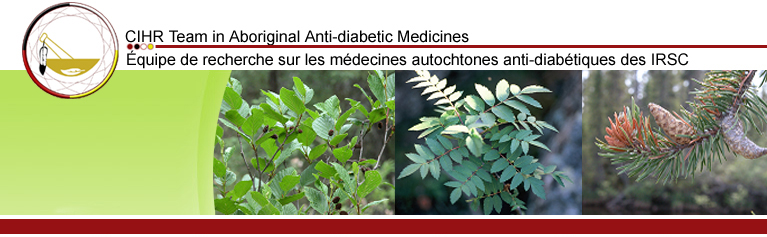 CIHR Team in Aboriginal Anti-diabetic Medicines
Équipe de recherche sur les médecines autochtones anti-diabétiques des IRSC